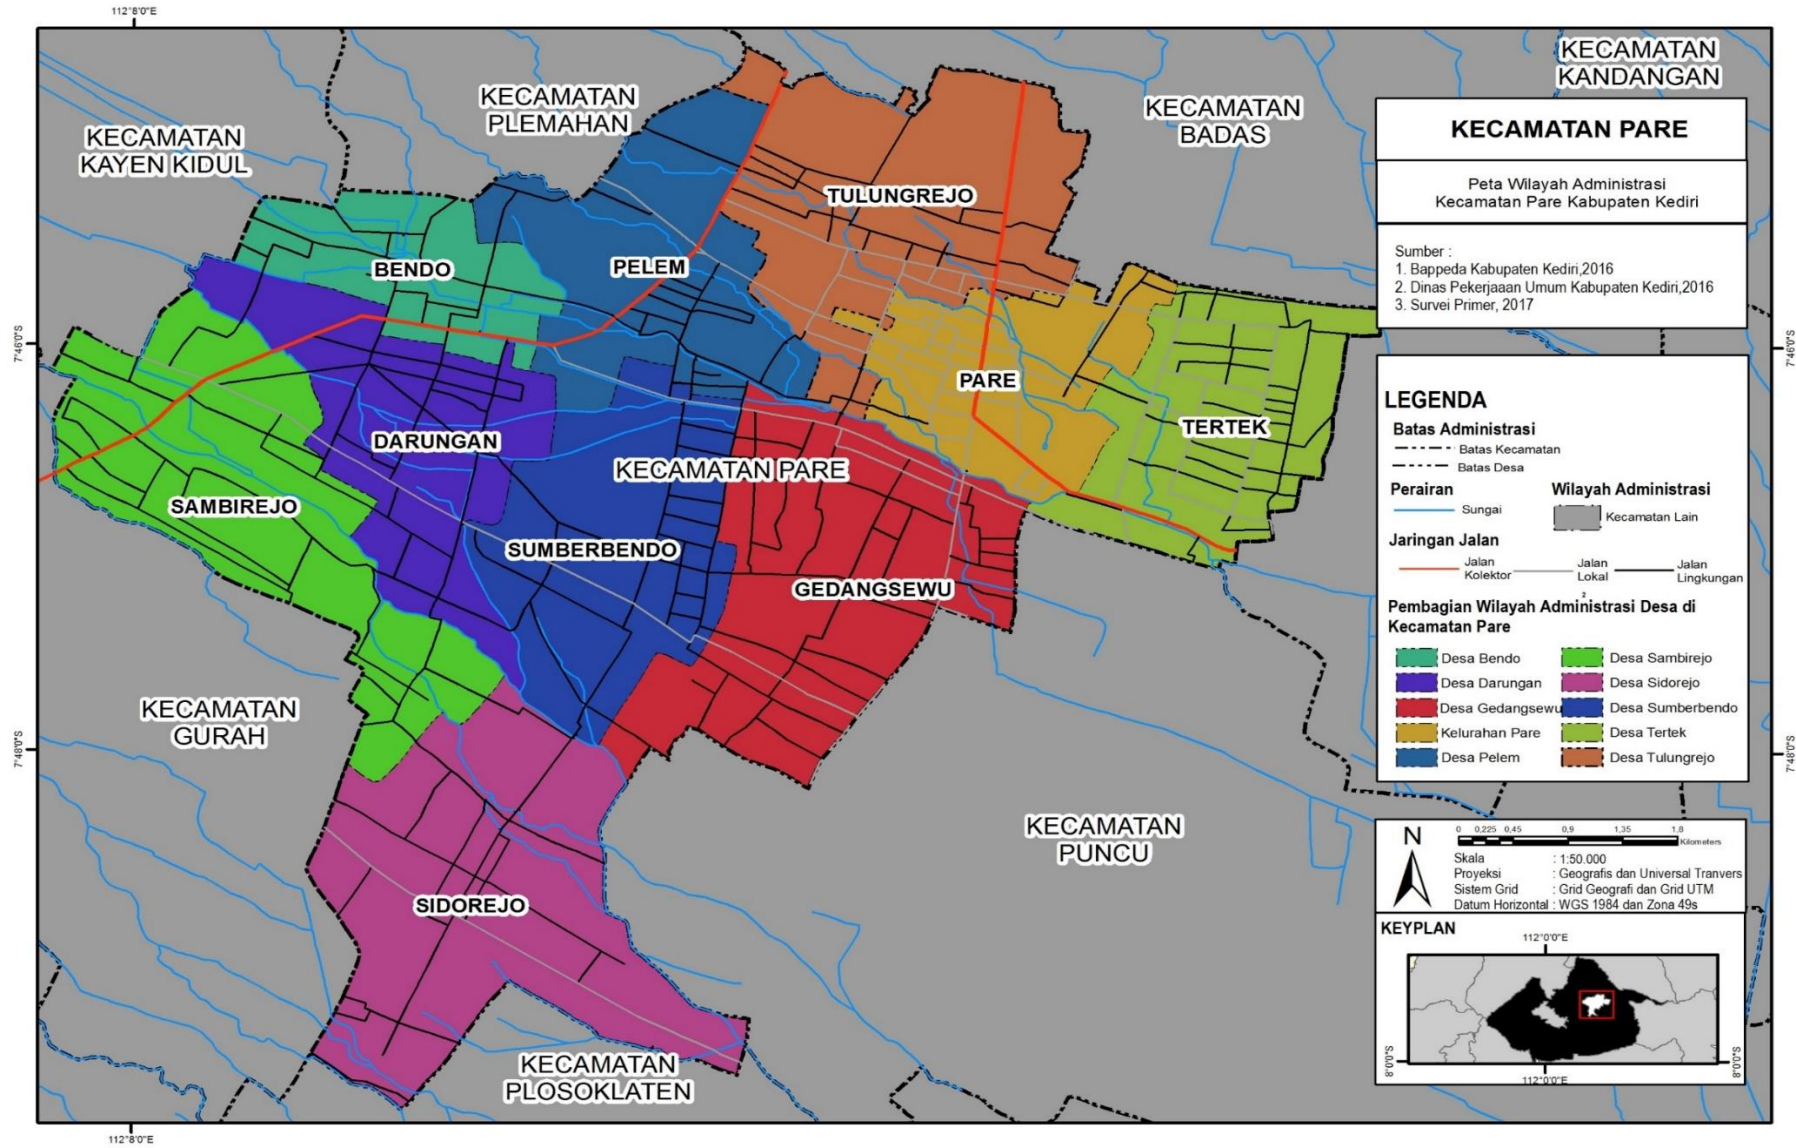 112°8'0"E
KECAMATAN
KANDANGAN
KECAMATAN
PLEMAHAN
KECAMATAN
BADAS
KECAMATAN
KAYEN KIDUL
TULUNGREJO
BENDO
PELEM
7°46'0"S
7°46'0"S
PARE
TERTEK
DARUNGAN
KECAMATAN PARE
SAMBIREJO
SUMBERBENDO
GEDANGSEWU
KECAMATAN
GURAH
7°48'0"S
7°48'0"S
KECAMATAN
PUNCU
SIDOREJO
KECAMATAN
PLOSOKLATEN
112°8'0"E
KECAMATAN PARE
Peta Wilayah Administrasi
Kecamatan Pare Kabupaten Kediri
Sumber :
1. Bappeda Kabupaten Kediri,2016
2. Dinas Pekerjaaan Umum Kabupaten Kediri,2016
3. Survei Primer, 2017
LEGENDA
Batas Administrasi
Batas Kecamatan
Batas Desa
Perairan
Sungai
Wilayah Administrasi
Kecamatan Lain
Jaringan Jalan
Jalan
Kolektor
Jalan
Lokal
2
Jalan
Lingkungan
Pembagian Wilayah Administrasi Desa di
Kecamatan Pare
Desa Bendo
Desa Darungan
Desa Gedangsewu
Kelurahan Pare
Desa Pelem
Desa Sambirejo
Desa Sidorejo
Desa Sumberbendo
Desa Tertek
Desa Tulungrejo
N
0 0,225 0,45 0,9 1,35 1,8
Kilometers
Skala : 1:50.000
Proyeksi : Geografis dan Universal Tranvers
Sistem Grid : Grid Geografi dan Grid UTM
Datum Horizontal : WGS 1984 dan Zona 49s
KEYPLAN
112°0'0"E
8°0'0"S
8°0'0"S
112°0'0"E